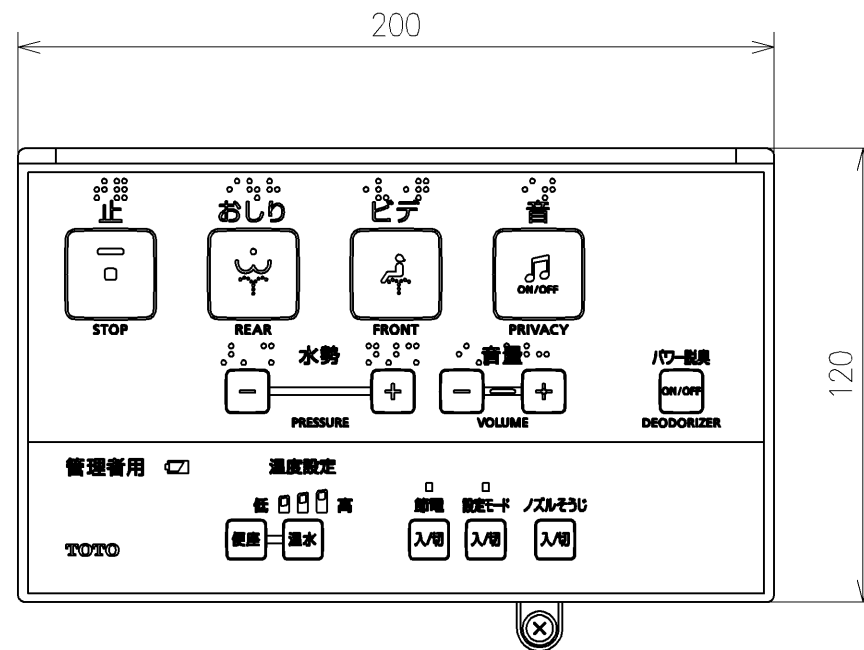 200
120
止 おしり ビデ 音
ON/OFF
STOP REAR FRONT PRIVACY
水勢 音量 パワー脱臭
− + − + ON/OFF
PRESSURE VOLUME DEODORIZER
管理者用 温度設定
低 高 節電 設定モード ノズルそうじ
便座 温水 入/切 入/切 入/切
TOTO